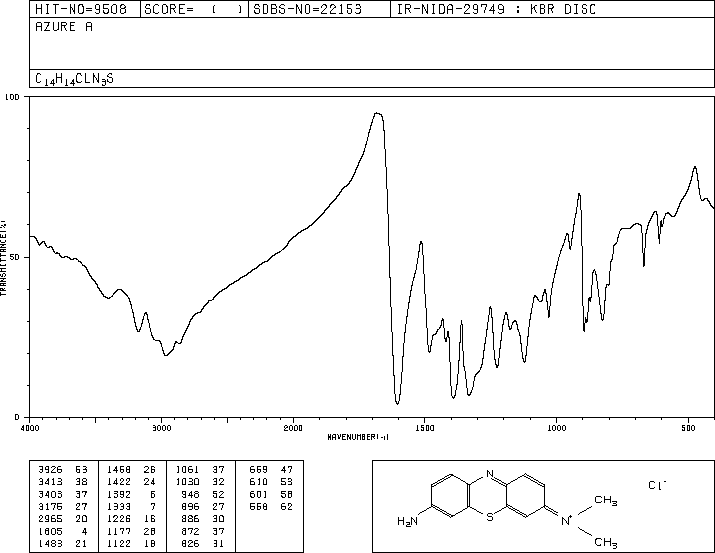 HIT-NO=9508 SCORE= ( ) SDBS-NO=22153 IR-NIDA-29749 : KBR DISC
AZURE A
C14H14CLN3S
100
50
0
TRANSMITTANCE(%)
4000 3000 2000 1500 1000 500
WAVENUMBER(-1)
3926 63 1468 26 1061 37 669 47
3413 38 1422 24 1030 32 610 53
3403 37 1392 6 948 52 601 58
3175 27 1333 7 896 27 558 62
2965 20 1226 16 886 30
1605 4 1177 28 872 37
1483 21 1122 18 826 31
N
H2N
S
N+
CH3
CH3
Cl-